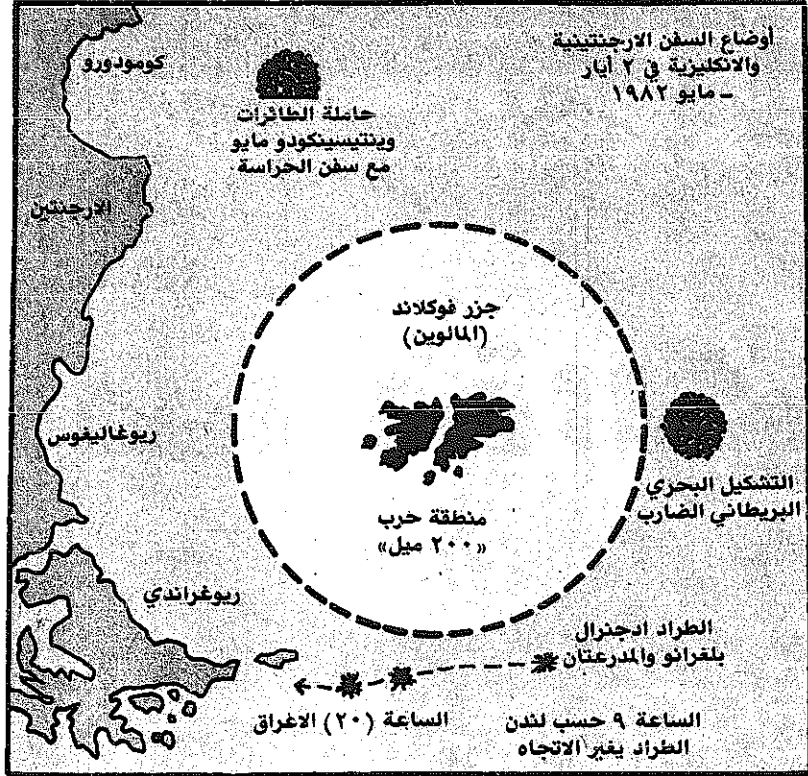 أوضاع السفن الارجنتينية
والانكليزية في ٢ أيار
ـ مايو ١٩٨٢
كومودورو
حاملة الطائرات
وينتيسينكودو مايو
مع سفن الحراسة
الارجنتين
جزر فوكلاند
(المالوين)
ريوغاليفوس
التشكيل البحري
البريطاني الضارب
منطقة حرب
«٢٠٠ ميل»
ريوغراندي
الطراد ادجنرال
بلغرانو والمدرعتان
الساعة (٢٠) الاغراق
الساعة ٩ حسب لندن
الطراد يغير الاتجاه